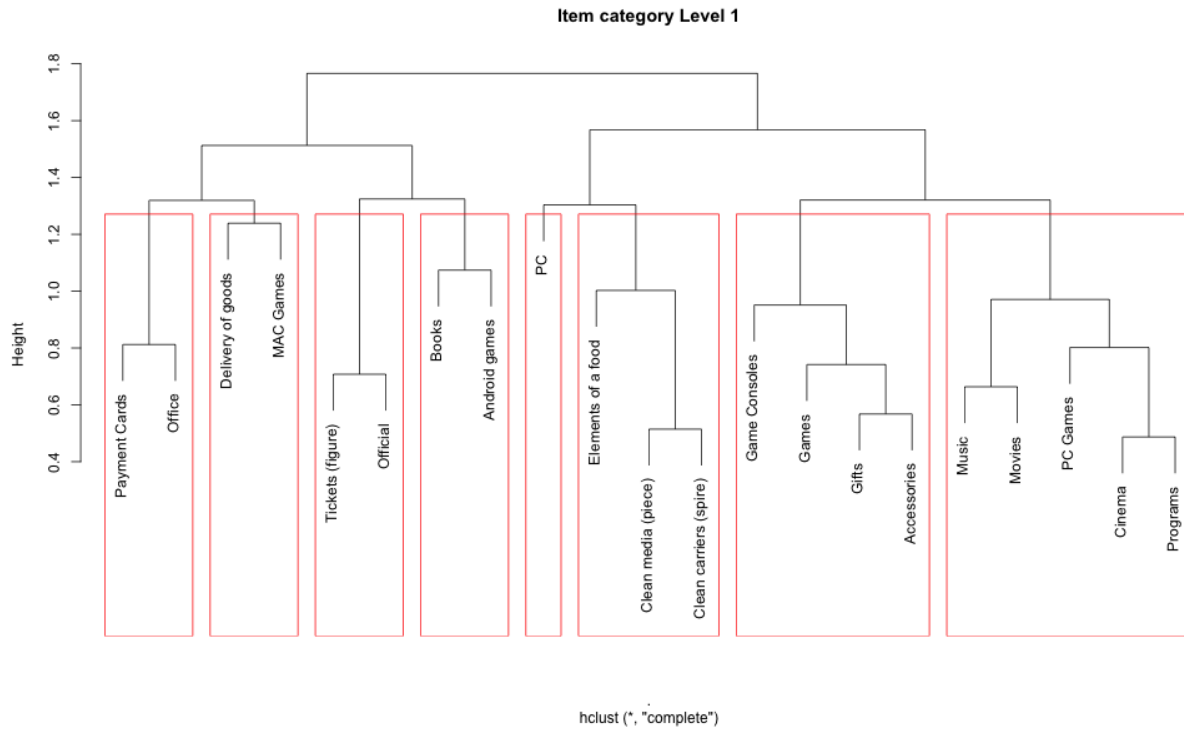 Item category Level 1
Height
1.8
1.6
1.4
1.2
1.0
0.8
0.6
0.4
Payment Cards
Office
Delivery of goods
MAC Games
Tickets (figure)
Official
Books
Android games
PC
Elements of a food
Clean media (piece)
Clean carriers (spire)
Game Consoles
Games
Gifts
Accessories
Music
Movies
PC Games
Cinema
Programs
.
hclust (*, "complete")